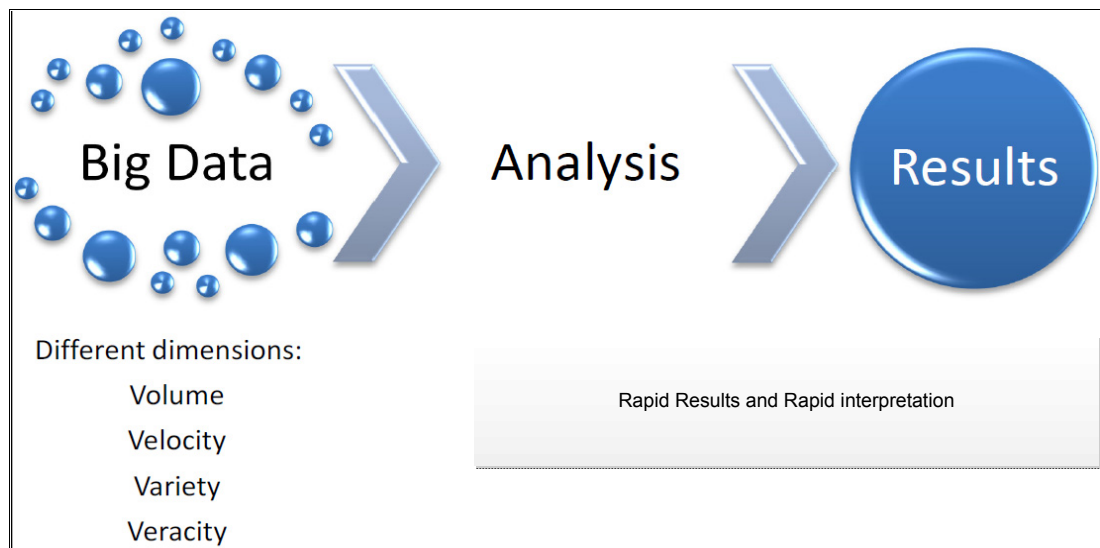 Big Data
Analysis
Results
Different dimensions:
Volume
Velocity
Variety
Veracity
Rapid Results and Rapid interpretation